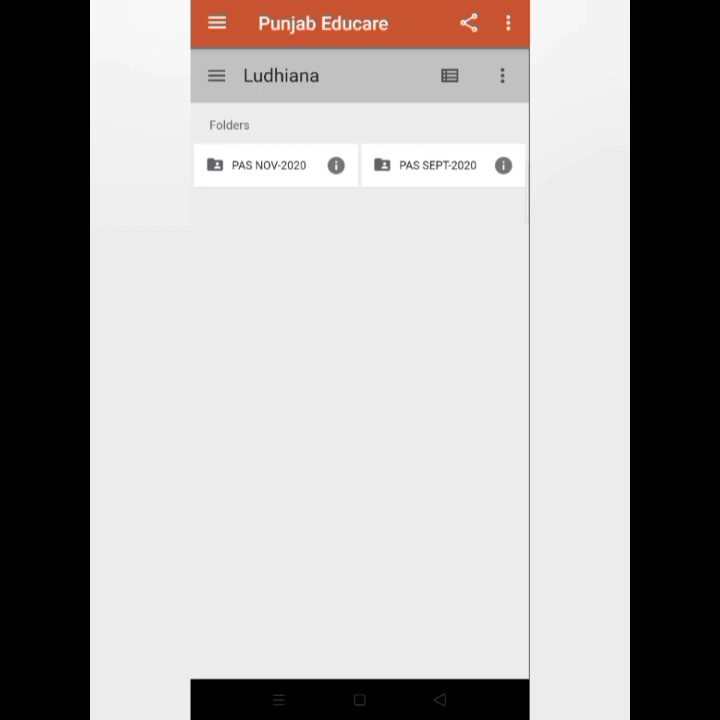 Punjab Educare
Ludhiana
Folders
PAS NOV-2020
PAS SEPT-2020